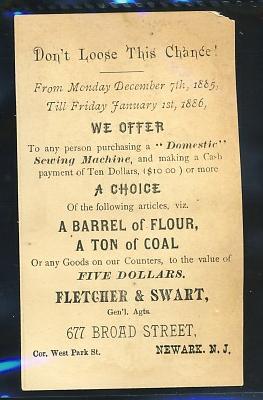 Don't Loose This Chance!
From Monday December 7th, 1885,
Till Friday January 1st, 1886,
WE OFFER
To any person purchasing a "Domestic"
Sewing Machine, and making a Cash
payment of Ten Dollars, ($10 00) or more
A CHOICE
Of the following articles, viz.
A BARREL of FLOUR,
A TON of COAL
Or any Goods on our Counters, to the value of
FIVE DOLLARS.
FLETCHER & SWART,
Gen'l. Agts.
677 BROAD STREET,
Cor. West Park St. NEWARK. N. J.